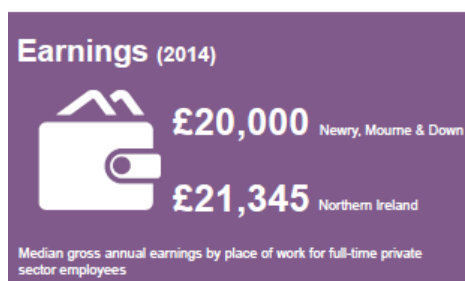 Earnings (2014)
£20,000 Newry, Mourne & Down
£21,345 Northern Ireland
Median gross annual earnings by place of work for full-time private
sector employees